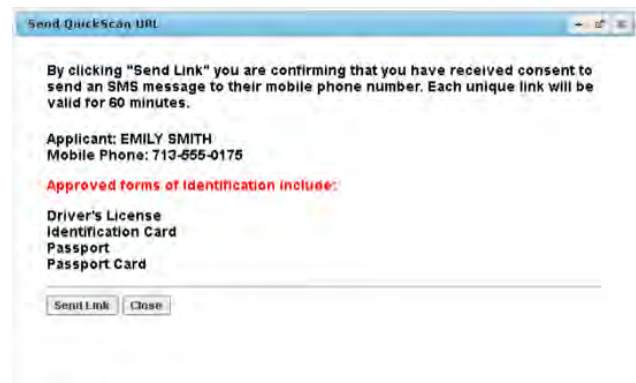 Send QuickScan URL
By clicking "Send Link" you are confirming that you have received consent to
send an SMS message to their mobile phone number. Each unique link will be
valid for 60 minutes.
Applicant: EMILY SMITH
Mobile Phone: 713-555-0175
Approved forms of identification include:
Driver's License
Identification Card
Passport
Passport Card
Send Link Close